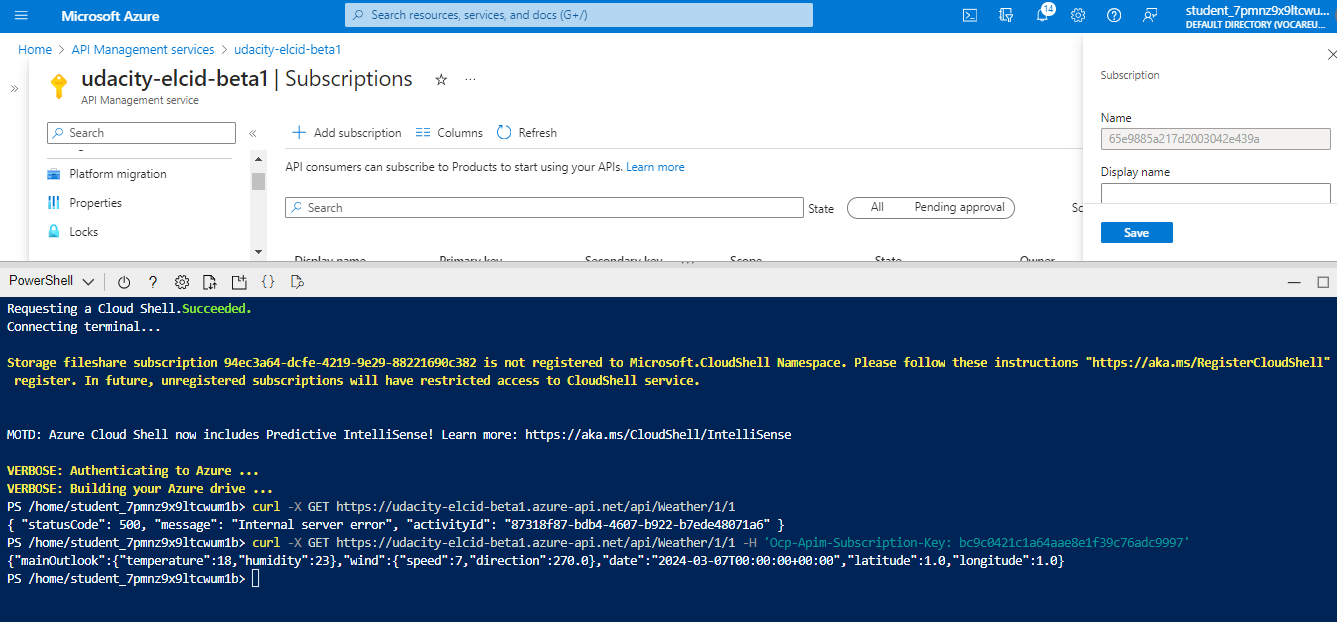 Microsoft Azure
Search resources, services, and docs (G+/)
14
student_7pmnz9x9ltcwu...
DEFAULT DIRECTORY (VOCAREU...
Home > API Management services > udacity-elcid-beta1
udacity-elcid-beta1 | Subscriptions
API Management service
Search
Platform migration
Properties
Locks
Add subscription
Columns
Refresh
API consumers can subscribe to Products to start using your APIs. Learn more
Search
State
All
Pending approval
Sc
Display name
Primary key
Secondary key
Scope
State
Owner
Subscription
Name
65e9885a217d2003042e439a
Display name
Save
PowerShell
Requesting a Cloud Shell.Succeeded.
Connecting terminal...
Storage fileshare subscription 94ec3a64-dcfe-4219-9e29-88221690c382 is not registered to Microsoft.CloudShell Namespace. Please follow these instructions "https://aka.ms/RegisterCloudShell"
register. In future, unregistered subscriptions will have restricted access to CloudShell service.
MOTD: Azure Cloud Shell now includes Predictive IntelliSense! Learn more: https://aka.ms/CloudShell/IntelliSense
VERBOSE: Authenticating to Azure ...
VERBOSE: Building your Azure drive ...
PS /home/student_7pmnz9x9ltcwum1b> curl -X GET https://udacity-elcid-beta1.azure-api.net/api/Weather/1/1
{ "statusCode": 500, "message": "Internal server error", "activityId": "87318f87-bdb4-4607-b922-b7ede48071a6" }
PS /home/student_7pmnz9x9ltcwum1b> curl -X GET https://udacity-elcid-beta1.azure-api.net/api/Weather/1/1 -H 'Ocp-Apim-Subscription-Key: bc9c0421c1a64aae8e1f39c76adc9997'
{"mainOutlook":{"temperature":18,"humidity":23},"wind":{"speed":7,"direction":270.0},"date":"2024-03-07T00:00:00+00:00","latitude":1.0,"longitude":1.0}
PS /home/student_7pmnz9x9ltcwum1b>